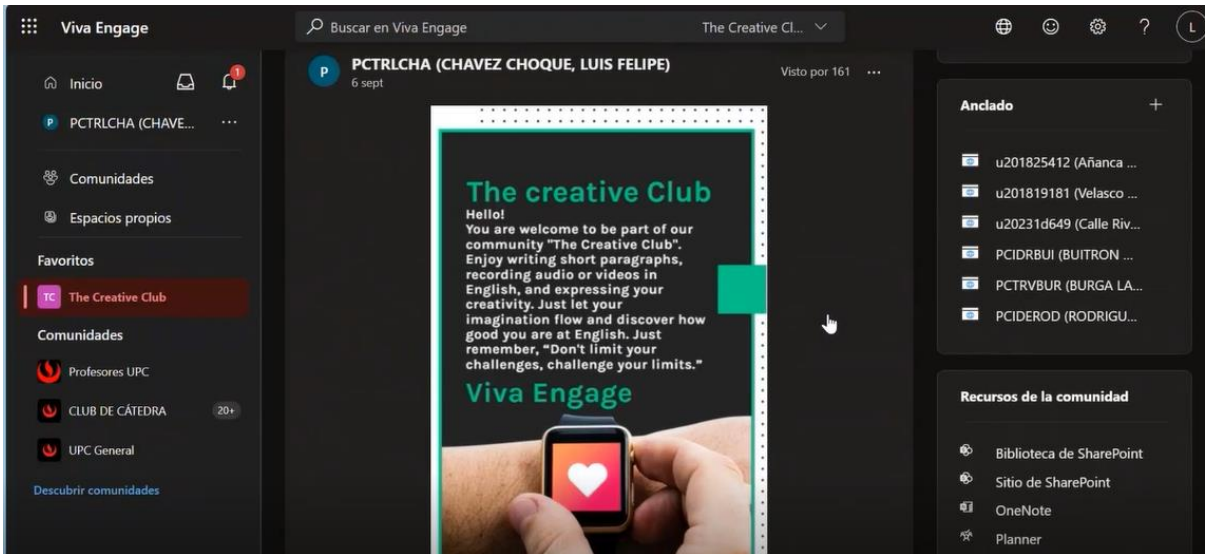 Viva Engage
Buscar en Viva Engage
The Creative Cl...
?
L
Inicio
1
P
PCTRLCHA (CHAVE...
Comunidades
Espacios propios
Favoritos
TC
The Creative Club
Comunidades
Profesores UPC
CLUB DE CÁTEDRA
20+
UPC General
Descubrir comunidades
P
PCTRLCHA (CHAVEZ CHOQUE, LUIS FELIPE)
6 sept
Visto por 161
The creative Club
Hello!
You are welcome to be part of our
community "The Creative Club".
Enjoy writing short paragraphs,
recording audio or videos in
English, and expressing your
creativity. Just let your
imagination flow and discover how
good you are at English. Just
remember, “Don't limit your
challenges, challenge your limits.”
Viva Engage
Anclado
u201825412 (Añanca ...
u201819181 (Velasco ...
u20231d649 (Calle Riv...
PCIDRBUI (BUITRON ...
PCTRVBUR (BURGA LA...
PCIDEROD (RODRIGU...
Recursos de la comunidad
Biblioteca de SharePoint
Sitio de SharePoint
OneNote
Planner